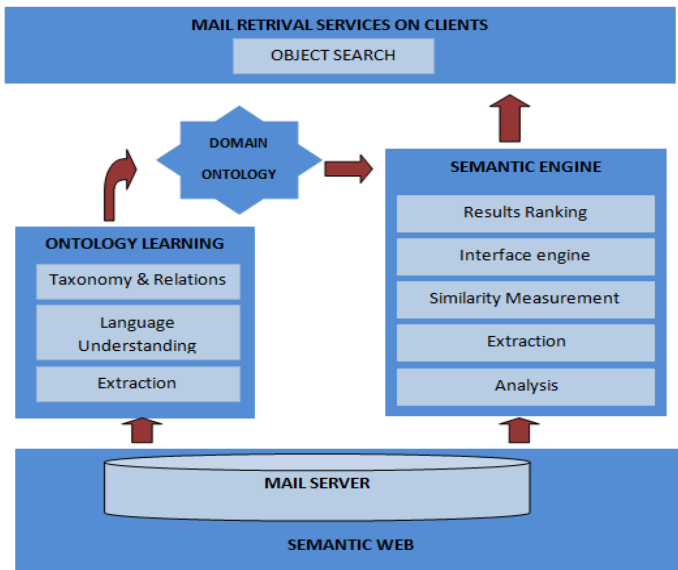 MAIL RETRIVAL SERVICES ON CLIENTS
OBJECT SEARCH
DOMAIN
ONTOLOGY
ONTOLOGY LEARNING
Taxonomy & Relations
Language
Understanding
Extraction
SEMANTIC ENGINE
Results Ranking
Interface engine
Similarity Measurement
Extraction
Analysis
MAIL SERVER
SEMANTIC WEB